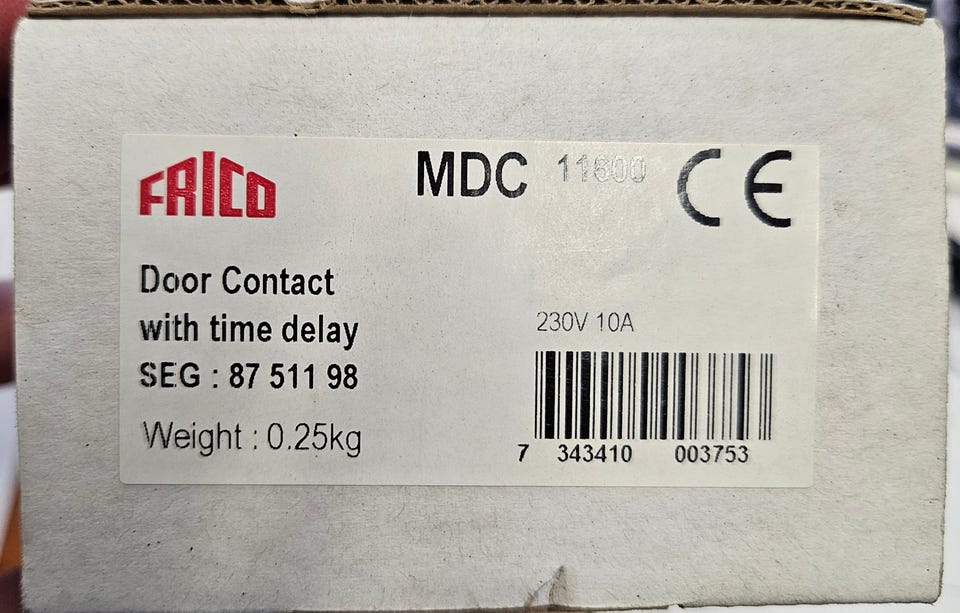 FRICO
MDC 11600
CE
Door Contact
with time delay
SEG : 87 511 98
Weight : 0.25kg
230V 10A
7 343410 003753